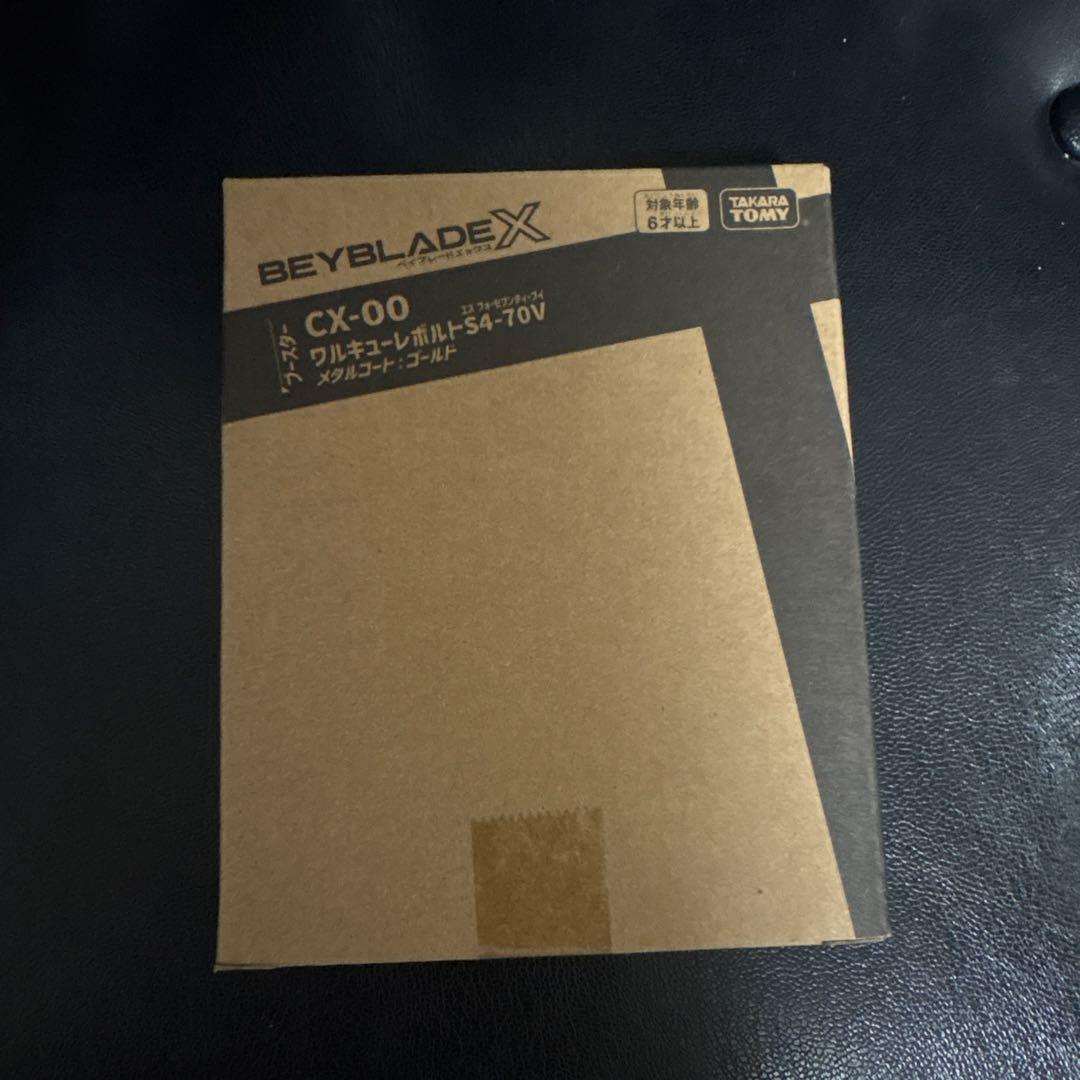 対象年齢
6才以上
TAKARA
TOMY
BEYBLADE X
ベイブレードエックス
ブースター
CX-00
エス フォーセブンティーブイ
ワルキューレボルトS4-70V
メタルコート:ゴールド